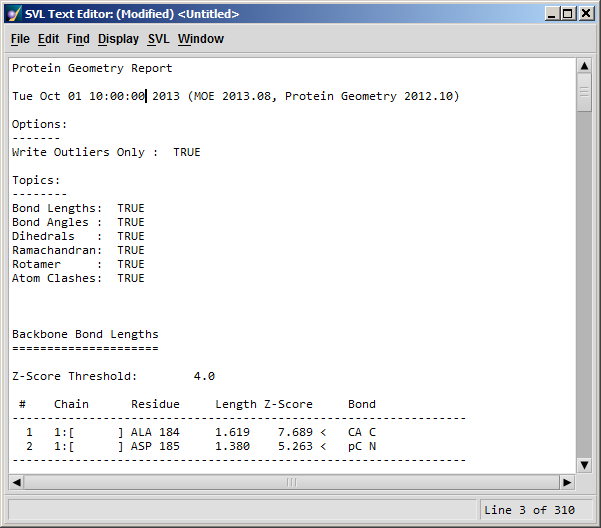 SVL Text Editor: (Modified) <Untitled>
File Edit Find Display SVL Window
Protein Geometry Report
Tue Oct 01 10:00:00 2013 (MOE 2013.08, Protein Geometry 2012.10)
Options:
-------
Write Outliers Only :  TRUE
Topics:
--------
Bond Lengths:  TRUE
Bond Angles :  TRUE
Dihedrals   :  TRUE
Ramachandran:  TRUE
Rotamer     :  TRUE
Atom Clashes:  TRUE
Backbone Bond Lengths
=====================
Z-Score Threshold:        4.0
 #    Chain      Residue     Length Z-Score     Bond
-----------------------------------------------------------------
  1   1:[      ] ALA 184     1.619    7.689 <   CA C
  2   1:[      ] ASP 185     1.380    5.263 <   pC N
-----------------------------------------------------------------
Line 3 of 310